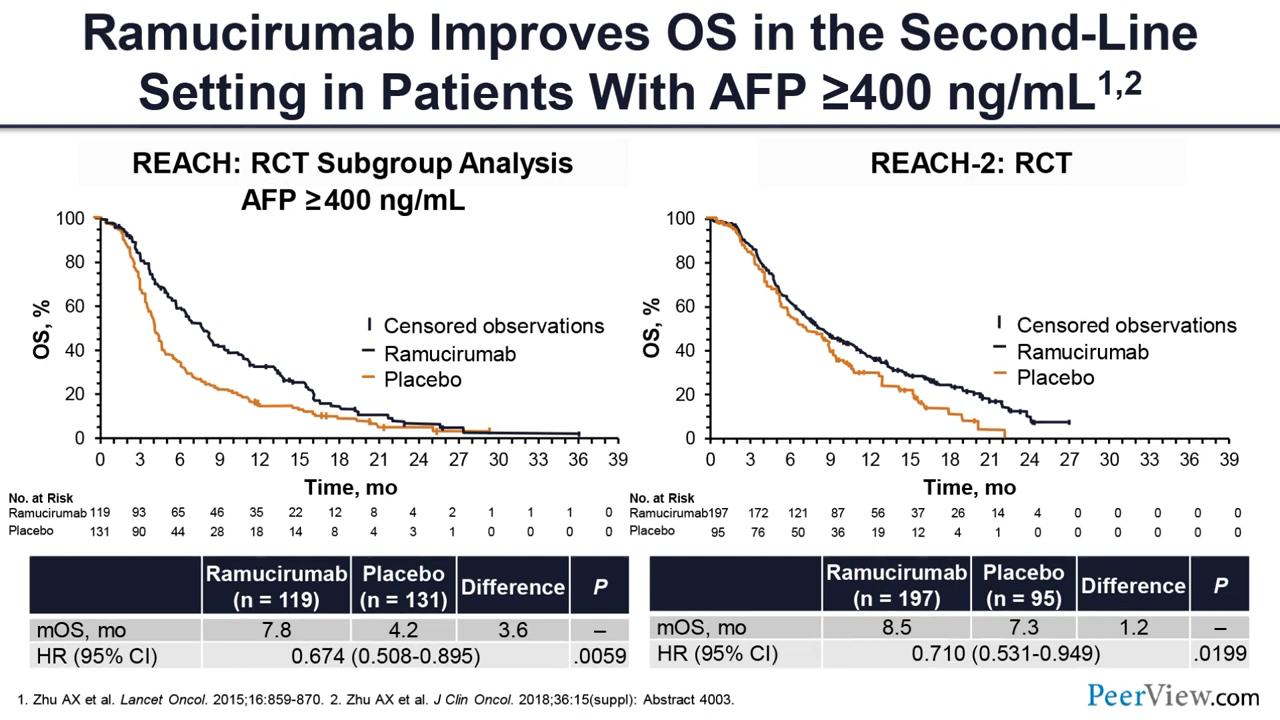 Ramucirumab Improves OS in the Second-Line
Setting in Patients With AFP ≥400 ng/mL1,2
REACH: RCT Subgroup Analysis
AFP ≥400 ng/mL
100
80
60
40
20
0
OS, %
Censored observations
Ramucirumab
Placebo
0 3 6 9 12 15 18 21 24 27 30 33 36 39
Time, mo
No. at Risk
Ramucirumab 119 93 65 46 35 22 12 8 4 2 1 1 1 0
Placebo 131 90 44 28 18 14 8 4 3 1 0 0 0 0
Ramucirumab (n = 119) Placebo (n = 131) Difference P
mOS, mo 7.8 4.2 3.6 –
HR (95% CI) 0.674 (0.508-0.895) .0059
REACH-2: RCT
100
80
60
40
20
0
OS, %
Censored observations
Ramucirumab
Placebo
0 3 6 9 12 15 18 21 24 27 30 33 36 39
Time, mo
No. at Risk
Ramucirumab 197 172 121 87 56 37 26 14 4 0 0 0 0 0
Placebo 95 76 50 36 19 12 4 1 0 0 0 0 0 0
Ramucirumab (n = 197) Placebo (n = 95) Difference P
mOS, mo 8.5 7.3 1.2 –
HR (95% CI) 0.710 (0.531-0.949) .0199
1. Zhu AX et al. Lancet Oncol. 2015;16:859-870. 2. Zhu AX et al. J Clin Oncol. 2018;36:15(suppl): Abstract 4003.
PeerView.com